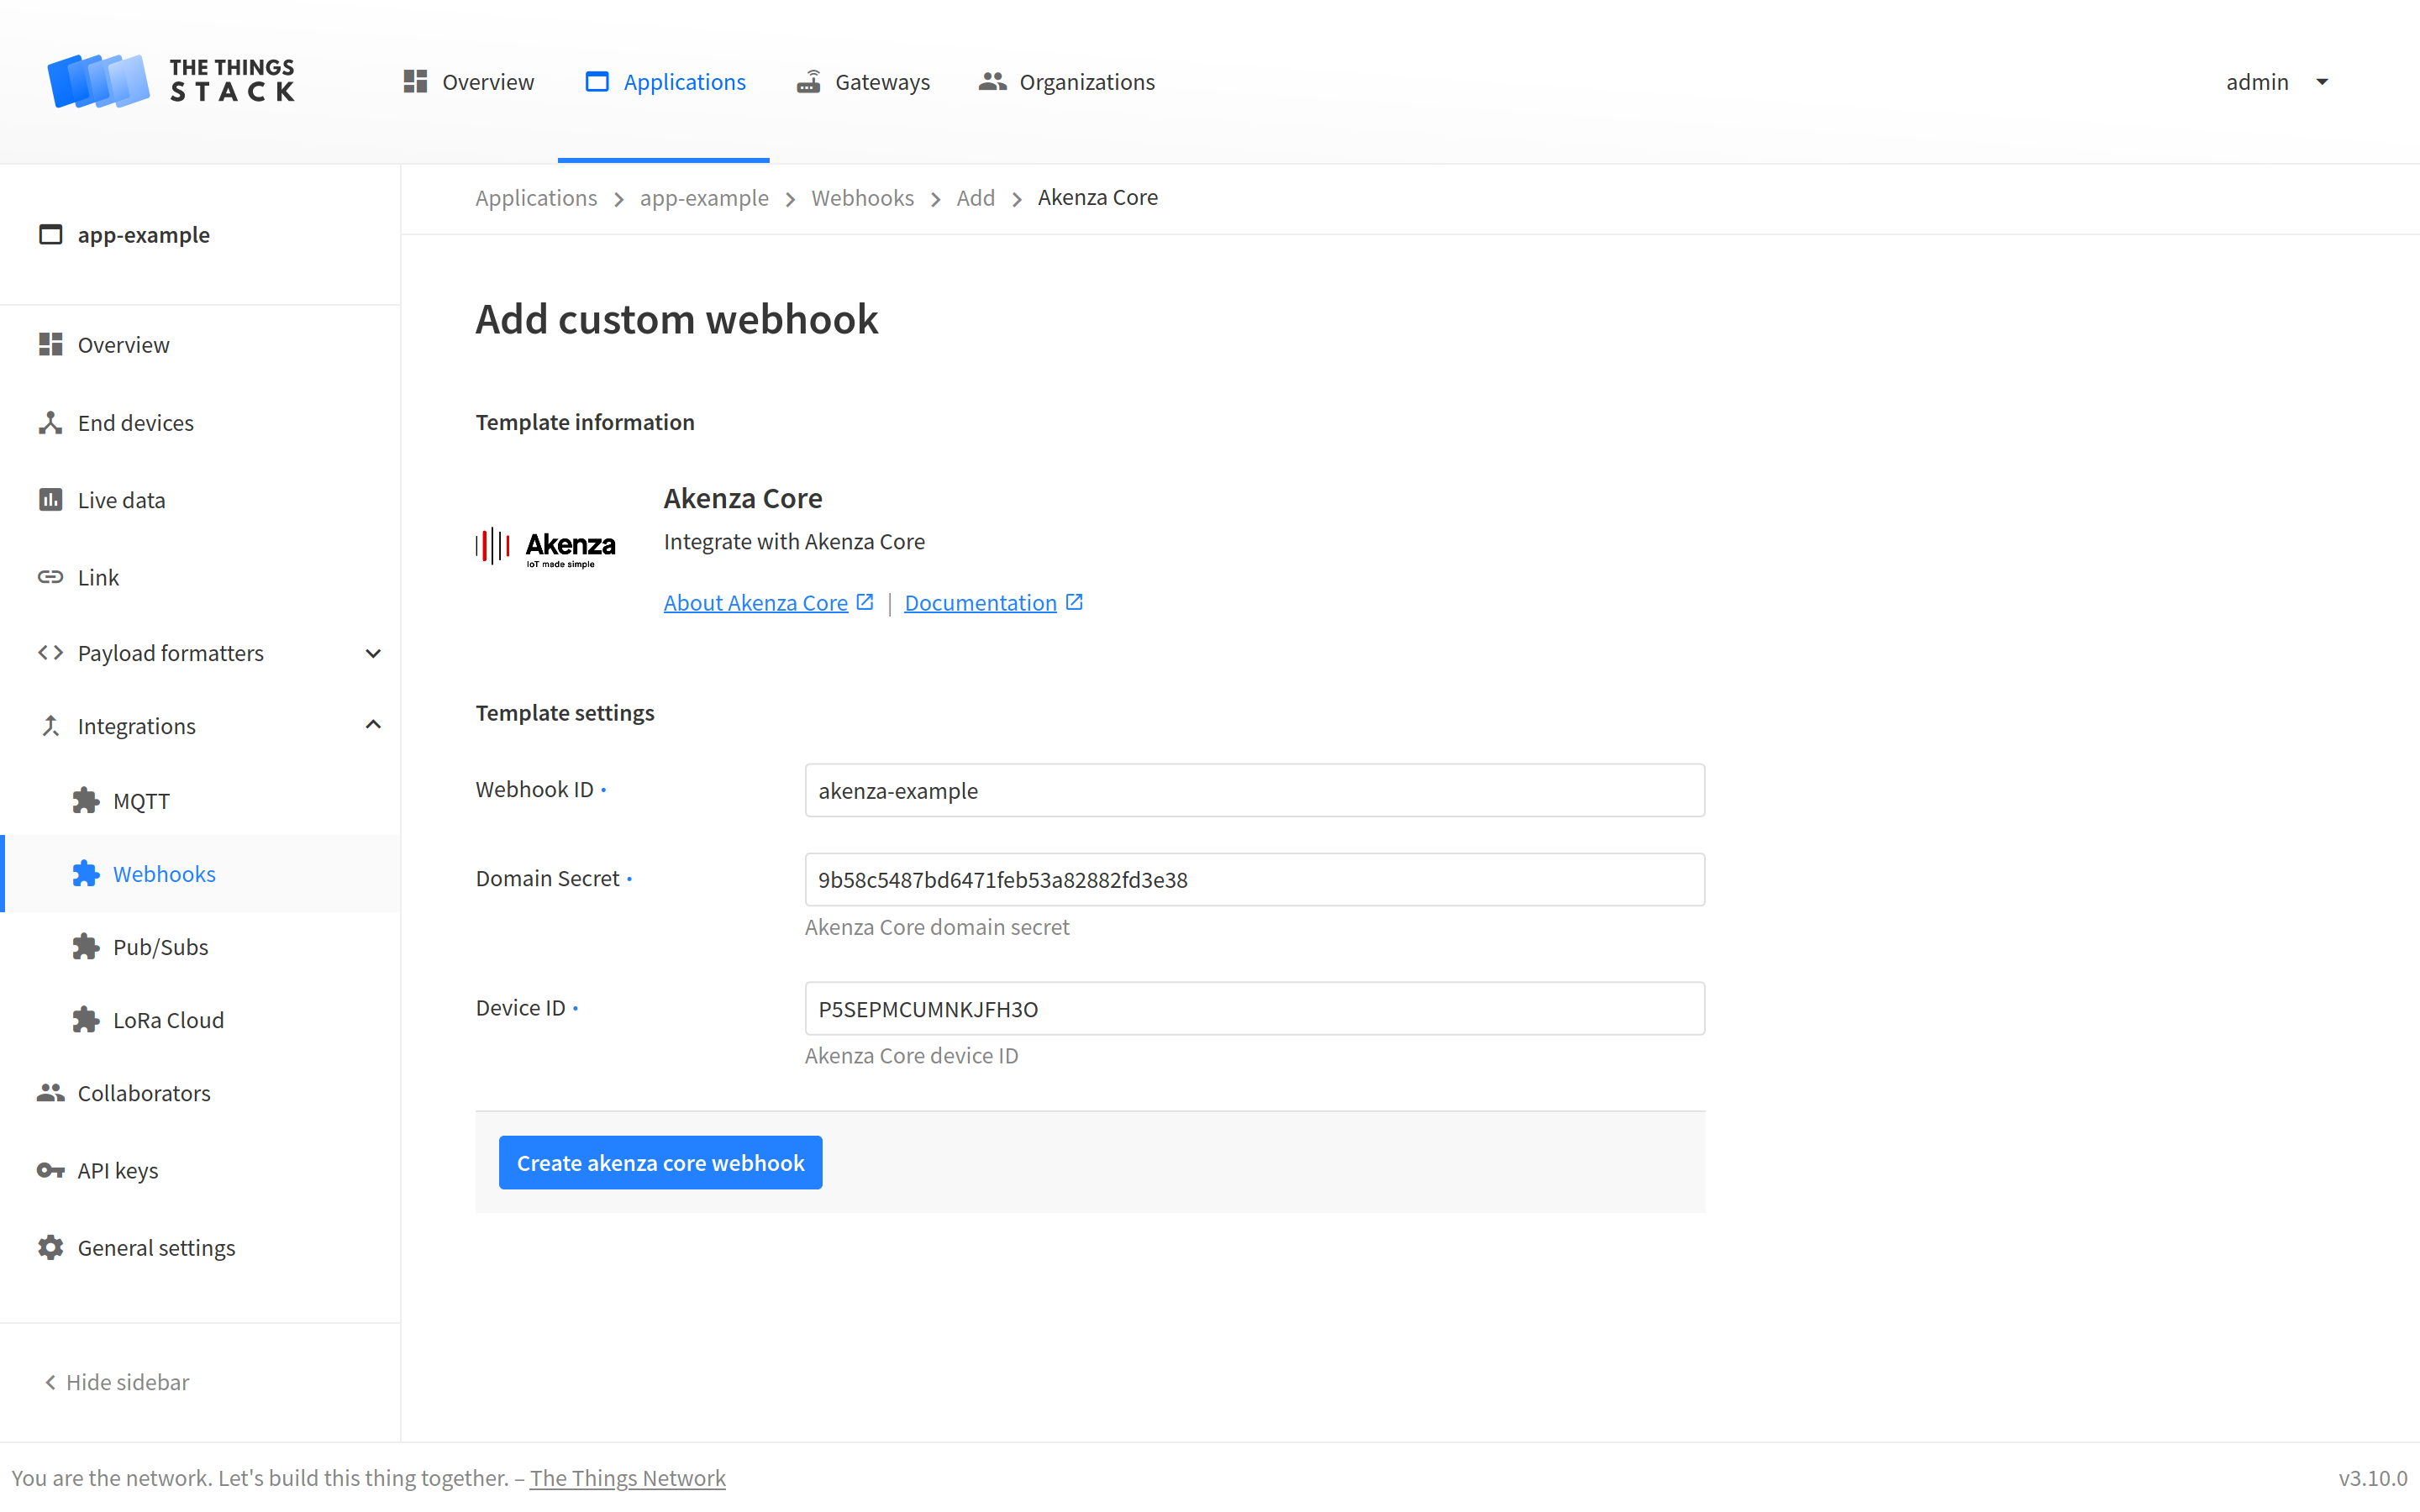 THE THINGS
STACK
Overview
Applications
Gateways
Organizations
admin
app-example
Overview
End devices
Live data
Link
Payload formatters
Integrations
MQTT
Webhooks
Pub/Subs
LoRa Cloud
Collaborators
API keys
General settings
Hide sidebar
Applications > app-example > Webhooks > Add > Akenza Core
Add custom webhook
Template information
Akenza
IoT made simple
Akenza Core
Integrate with Akenza Core
About Akenza Core | Documentation
Template settings
Webhook ID •
akenza-example
Domain Secret •
9b58c5487bd6471feb53a82882fd3e38
Akenza Core domain secret
Device ID •
P5SEPMCUMNKJFH3O
Akenza Core device ID
Create akenza core webhook
You are the network. Let's build this thing together. – The Things Network
v3.10.0